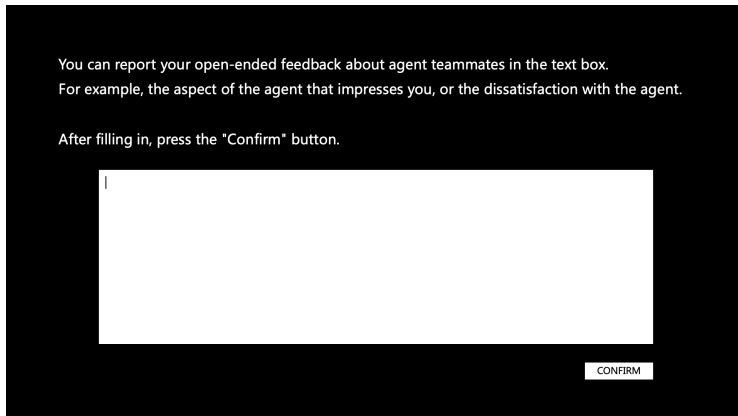 You can report your open-ended feedback about agent teammates in the text box.
For example, the aspect of the agent that impresses you, or the dissatisfaction with the agent.
After filling in, press the "Confirm" button.
CONFIRM